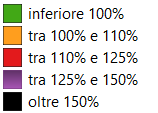 inferiore 100%
tra 100% e 110%
tra 110% e 125%
tra 125% e 150%
oltre 150%